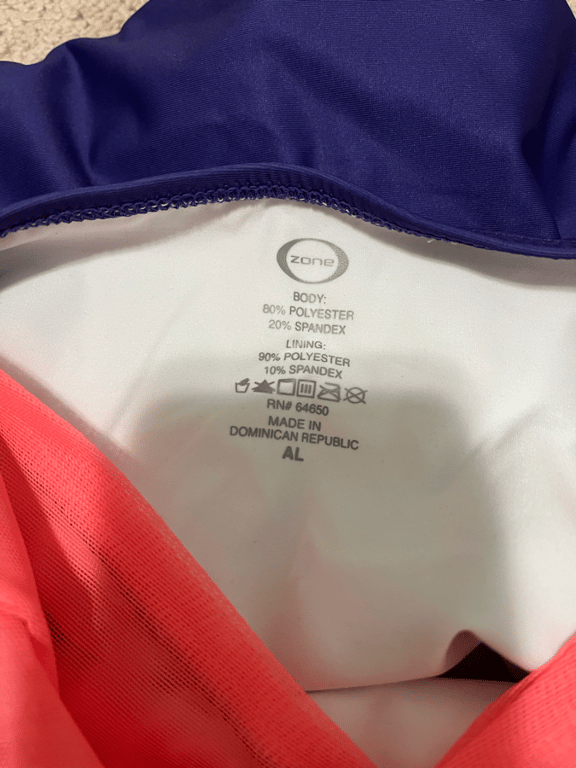 zone
BODY:
80% POLYESTER
20% SPANDEX
LINING:
90% POLYESTER
10% SPANDEX
RN# 64650
MADE IN
DOMINICAN REPUBLIC
AL